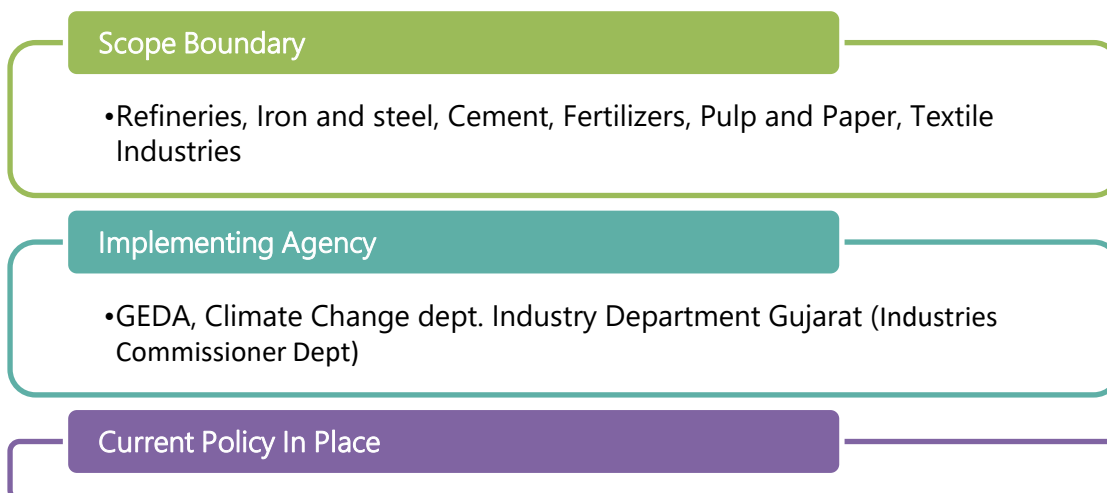 Scope Boundary
•Refineries, Iron and steel, Cement, Fertilizers, Pulp and Paper, Textile
Industries
Implementing Agency
•GEDA, Climate Change dept. Industry Department Gujarat (Industries
Commissioner Dept)
Current Policy In Place